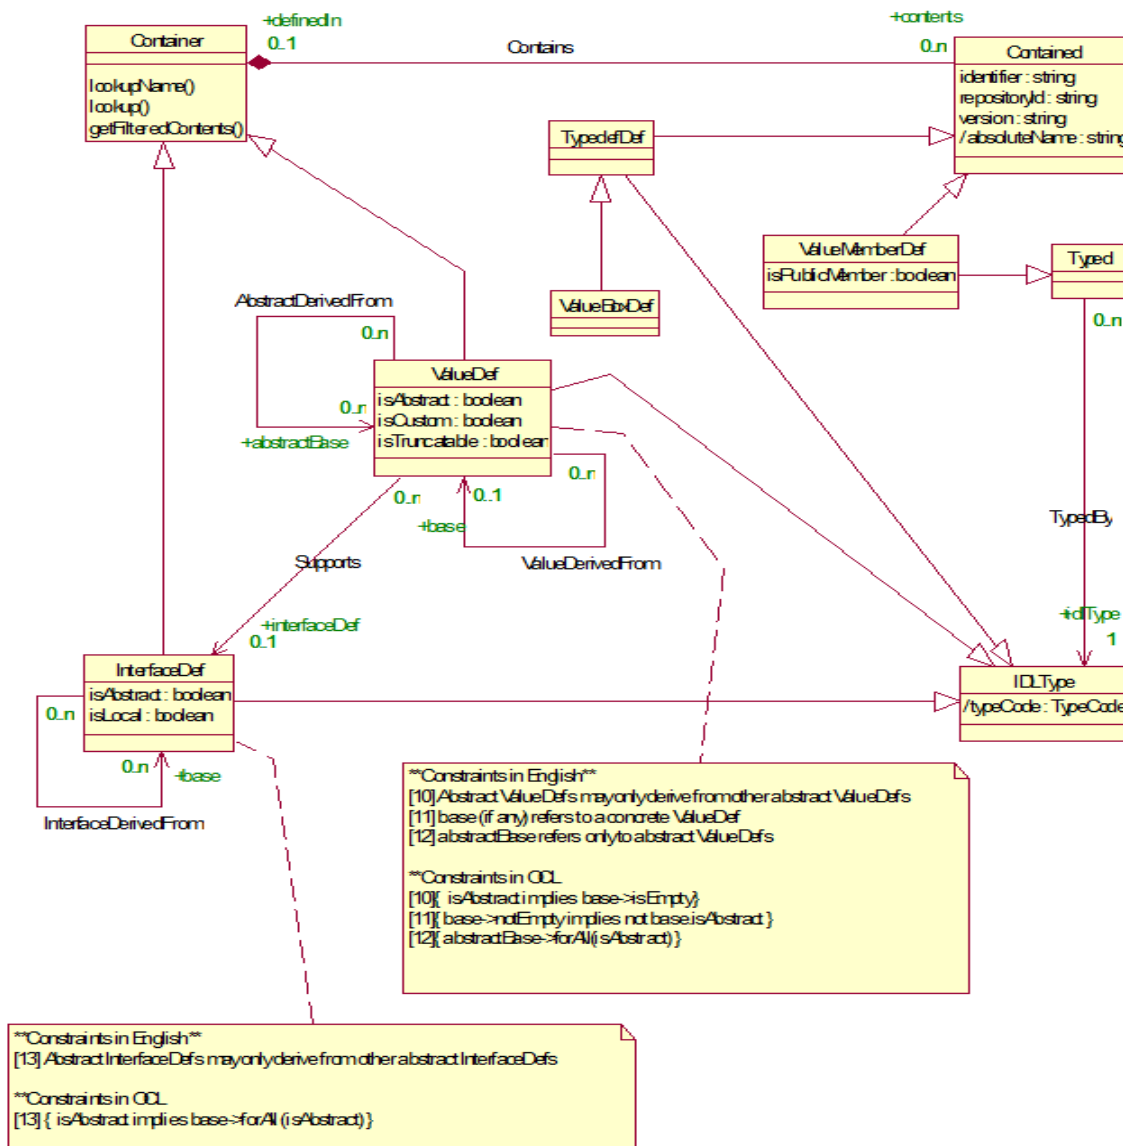 +definedIn
0..1
Contains
+contents
0..n
Container
lookupName()
lookup()
getFilteredContents()
Contained
identifier : string
repositoryId : string
version : string
/absoluteName : string
TypedefDef
ValueMemberDef
isPublicMember : boolean
Typed
0..n
ValueBoxDef
AbstractDerivedFrom
0..n
ValueDef
isAbstract : boolean
isCustom : boolean
isTruncatable : boolean
0..n
+abstractBase
0..n
0..1
0..n
+base
ValueDerivedFrom
Supports
TypedBy
+interfaceDef
0..1
+idlType
1
InterfaceDef
isAbstract : boolean
isLocal : boolean
0..n
0..n
+base
InterfaceDerivedFrom
IDLType
/typeCode : TypeCode
**Constraints in English**
[10] Abstract ValueDefs may only derive from other abstract ValueDefs
[11] base (if any) refers to a concrete ValueDef
[12] abstractBase refers only to abstract ValueDefs
**Constraints in OCL
[10]{ isAbstract implies base->isEmpty}
[11]{ base->notEmpty implies not base.isAbstract }
[12]{ abstractBase->forAll(isAbstract) }
**Constraints in English**
[13] Abstract InterfaceDefs may only derive from other abstract InterfaceDefs
**Constraints in OCL
[13] { isAbstract implies base->forAll (isAbstract) }